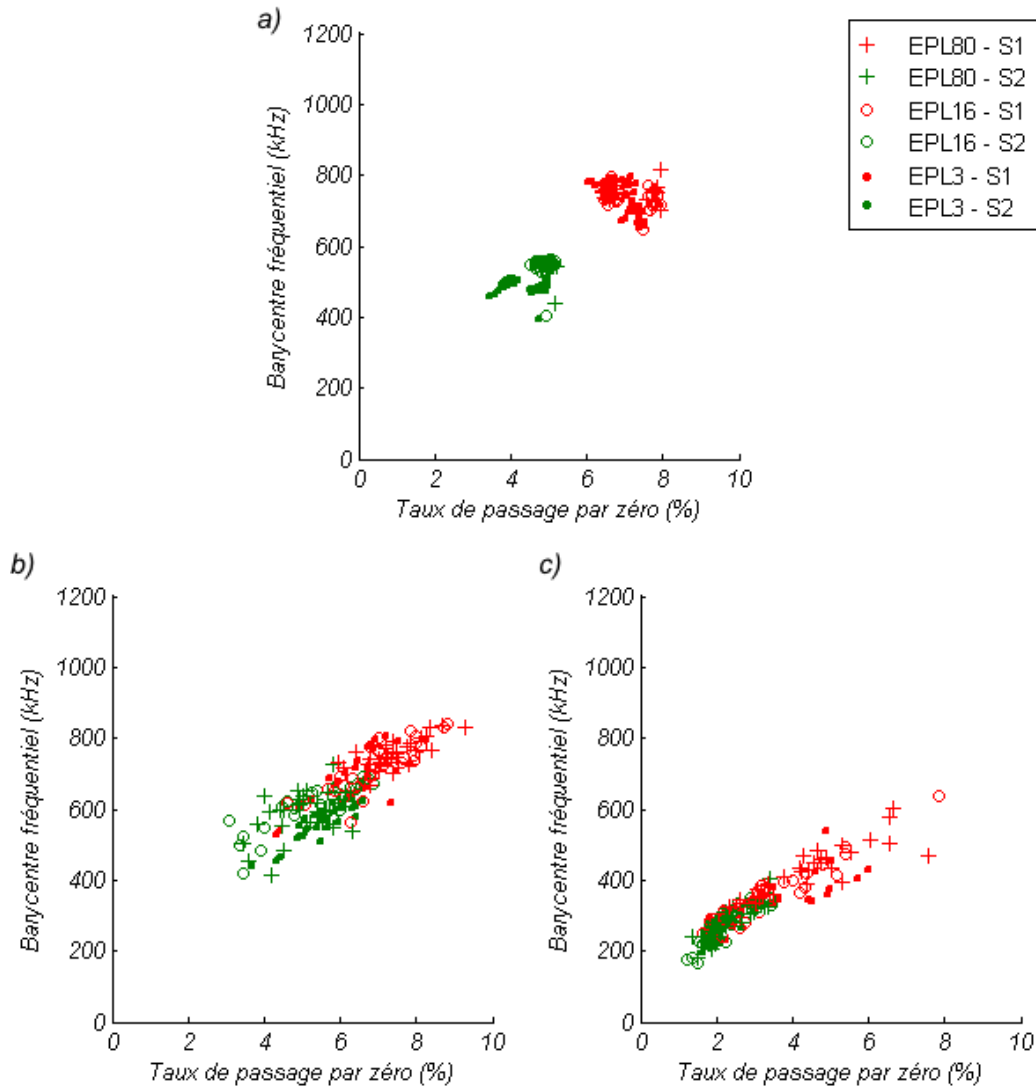 a)
1200
1000
800
600
400
200
0
Barycentre fréquentiel (kHz)
0 2 4 6 8 10
Taux de passage par zéro (%)
EPL80 - S1
EPL80 - S2
EPL16 - S1
EPL16 - S2
EPL3 - S1
EPL3 - S2
b)
1200
1000
800
600
400
200
0
Barycentre fréquentiel (kHz)
0 2 4 6 8 10
Taux de passage par zéro (%)
c)
1200
1000
800
600
400
200
0
Barycentre fréquentiel (kHz)
0 2 4 6 8 10
Taux de passage par zéro (%)